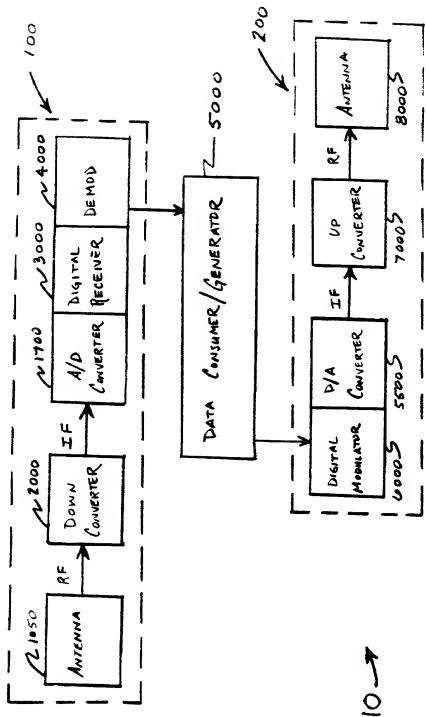 100
1050
ANTENNA
RF
2000
DOWN
CONVERTER
IF
1700
A/D
CONVERTER
3000
DIGITAL
RECEIVER
4000
DEMOD
5000
DATA CONSUMER/GENERATOR
200
DIGITAL
MODULATOR
6000
D/A
CONVERTER
5500
IF
UP
CONVERTER
7000
RF
ANTENNA
8000
10